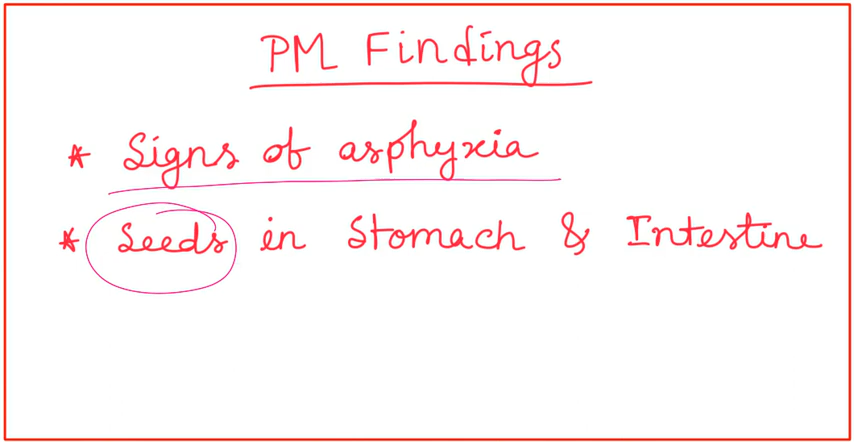 PM Findings
* Signs of asphyxia
* Seeds in Stomach & Intestine